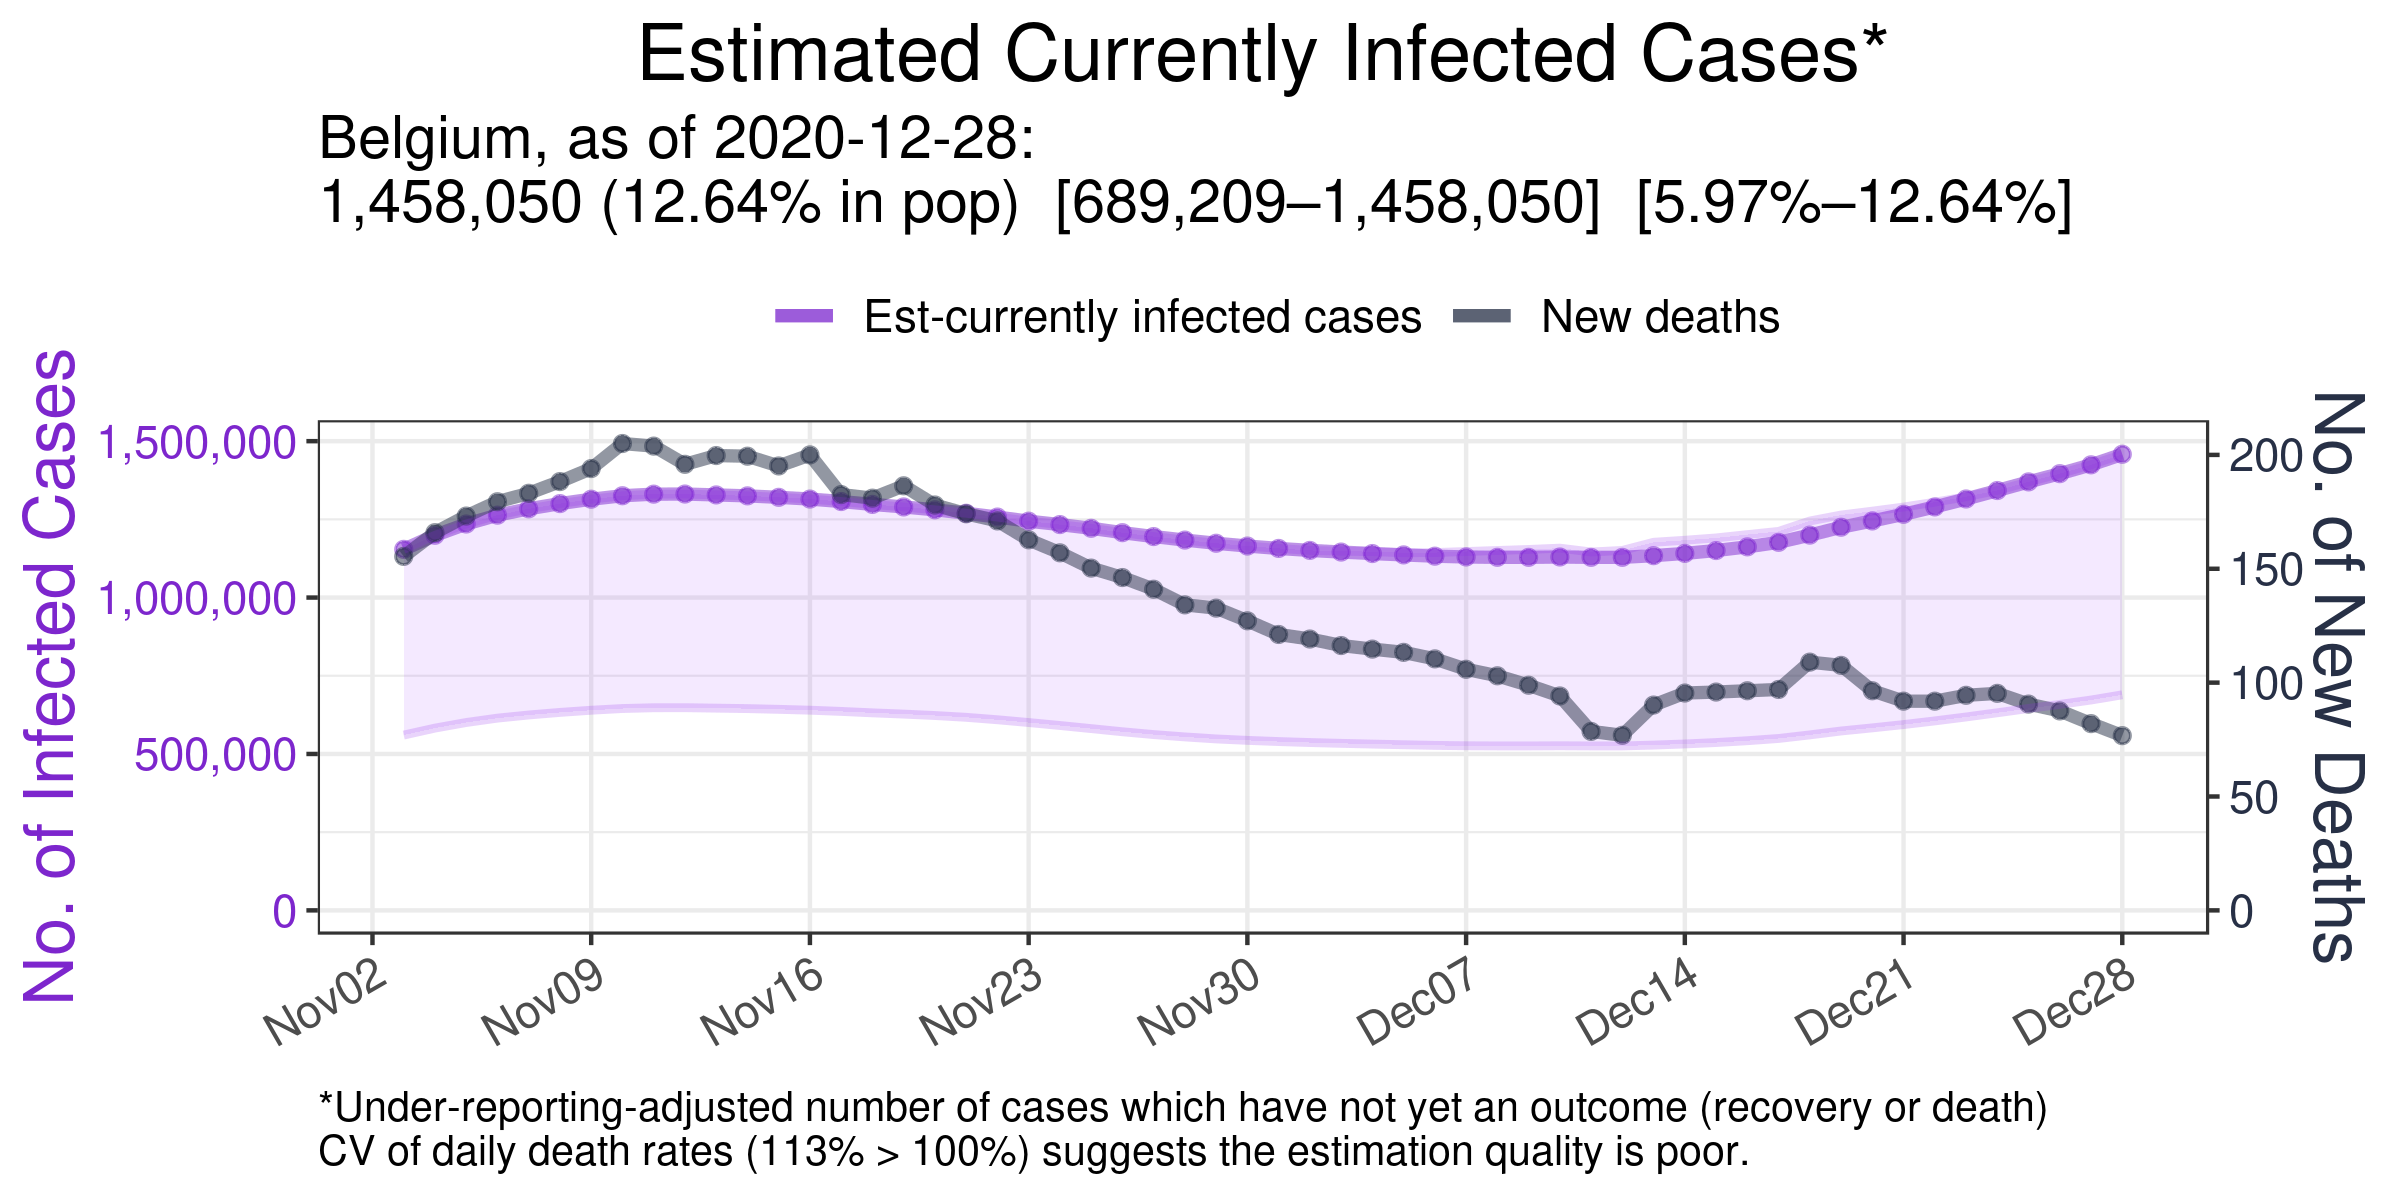 Estimated Currently Infected Cases*
Belgium, as of 2020-12-28:
1,458,050 (12.64% in pop) [689,209–1,458,050] [5.97%–12.64%]
Est-currently infected cases
New deaths
No. of Infected Cases
1,500,000
1,000,000
500,000
0
200
150
100
50
0
No. of New Deaths
Nov02
Nov09
Nov16
Nov23
Nov30
Dec07
Dec14
Dec21
Dec28
*Under-reporting-adjusted number of cases which have not yet an outcome (recovery or death)
CV of daily death rates (113% > 100%) suggests the estimation quality is poor.